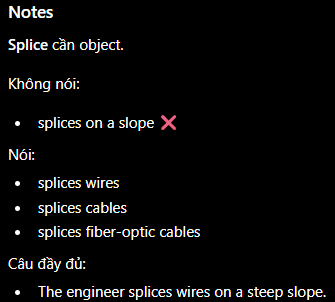 Notes
Splice cần object.
Không nói:
• splices on a slope ❌
Nói:
• splices wires
• splices cables
• splices fiber-optic cables
Câu đầy đủ:
• The engineer splices wires on a steep slope.